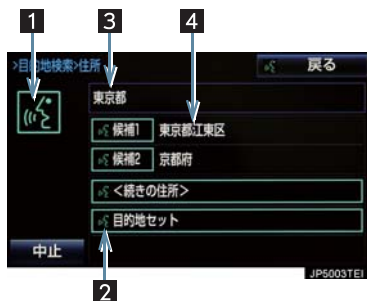 1 3 4
>目的地検索>住所 戻る
東京都
候補1 東京都江東区
候補2 京都府
<続きの住所>
目的地セット
中止
JP5003TEI
2